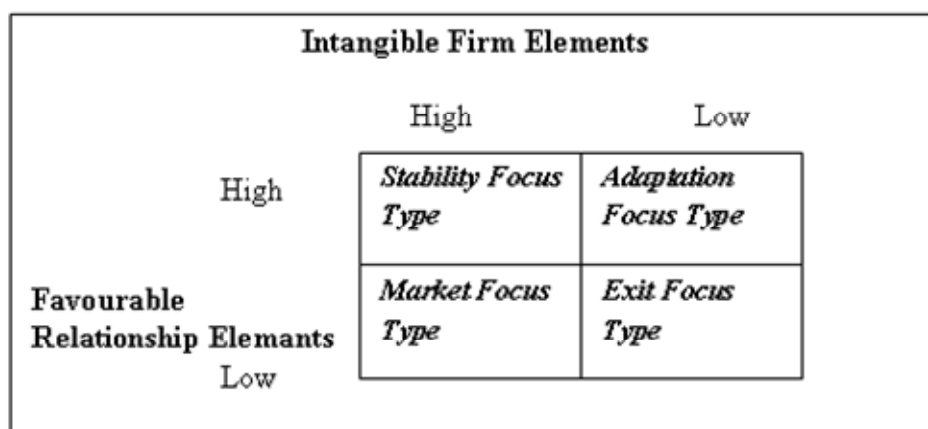 Intangible Firm Elements
High Low
High
Stability Focus Type
Adaptation Focus Type
Favourable Relationship Elemants
Low
Market Focus Type
Exit Focus Type